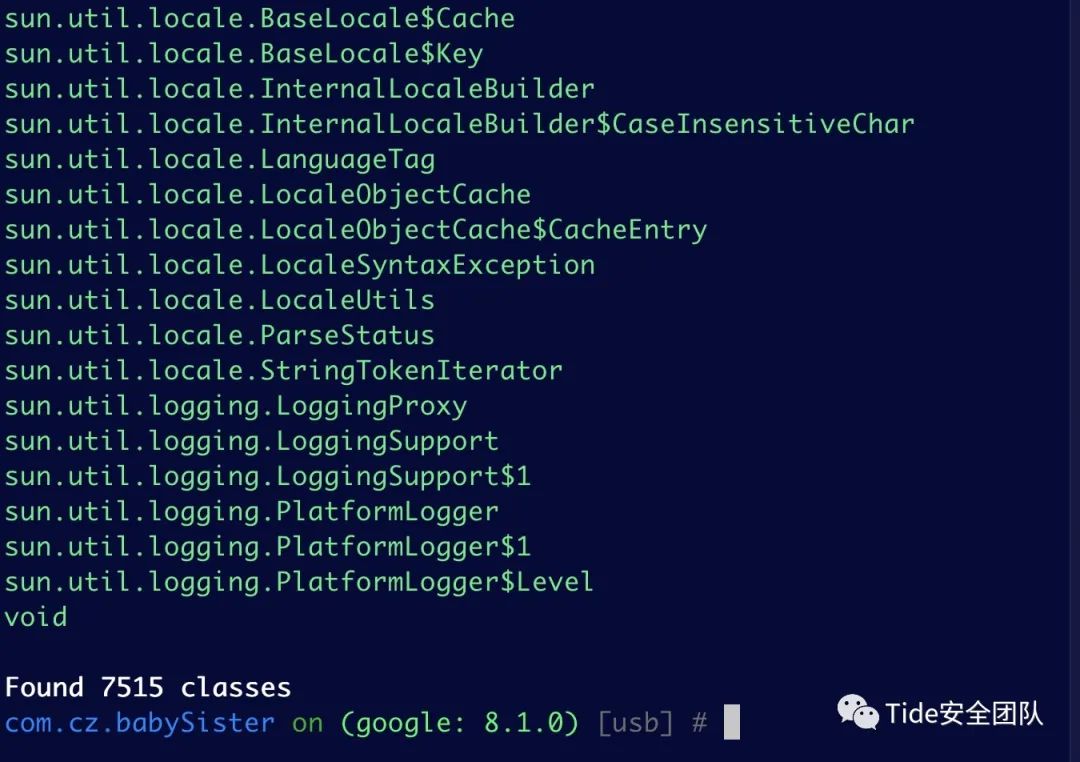 sun.util.locale.BaseLocale$Cache
sun.util.locale.BaseLocale$Key
sun.util.locale.InternalLocaleBuilder
sun.util.locale.InternalLocaleBuilder$CaseInsensitiveChar
sun.util.locale.LanguageTag
sun.util.locale.LocaleObjectCache
sun.util.locale.LocaleObjectCache$CacheEntry
sun.util.locale.LocaleSyntaxException
sun.util.locale.LocaleUtils
sun.util.locale.ParseStatus
sun.util.locale.StringTokenIterator
sun.util.logging.LoggingProxy
sun.util.logging.LoggingSupport
sun.util.logging.LoggingSupport$1
sun.util.logging.PlatformLogger
sun.util.logging.PlatformLogger$1
sun.util.logging.PlatformLogger$Level
void
Found 7515 classes
com.cz.babySister on (google: 8.1.0) [usb] #
Tide安全团队